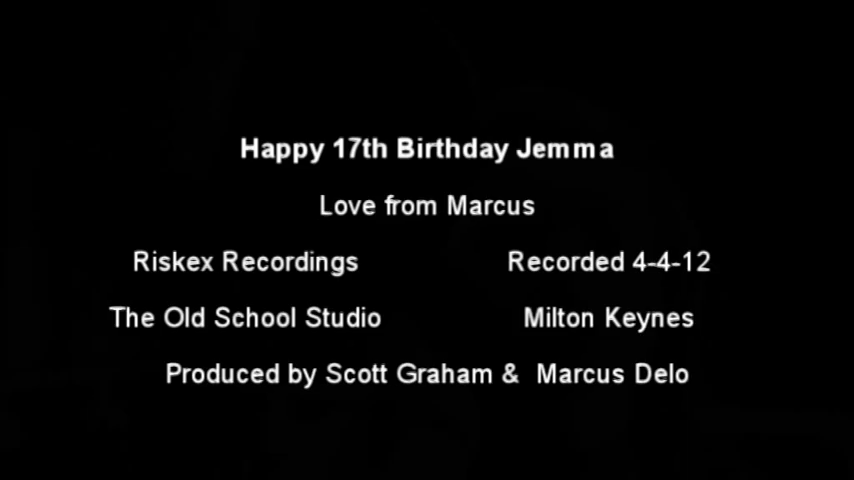 Happy 17th Birthday Jemma
Love from Marcus
Riskex Recordings Recorded 4-4-12
The Old School Studio Milton Keynes
Produced by Scott Graham & Marcus Delo